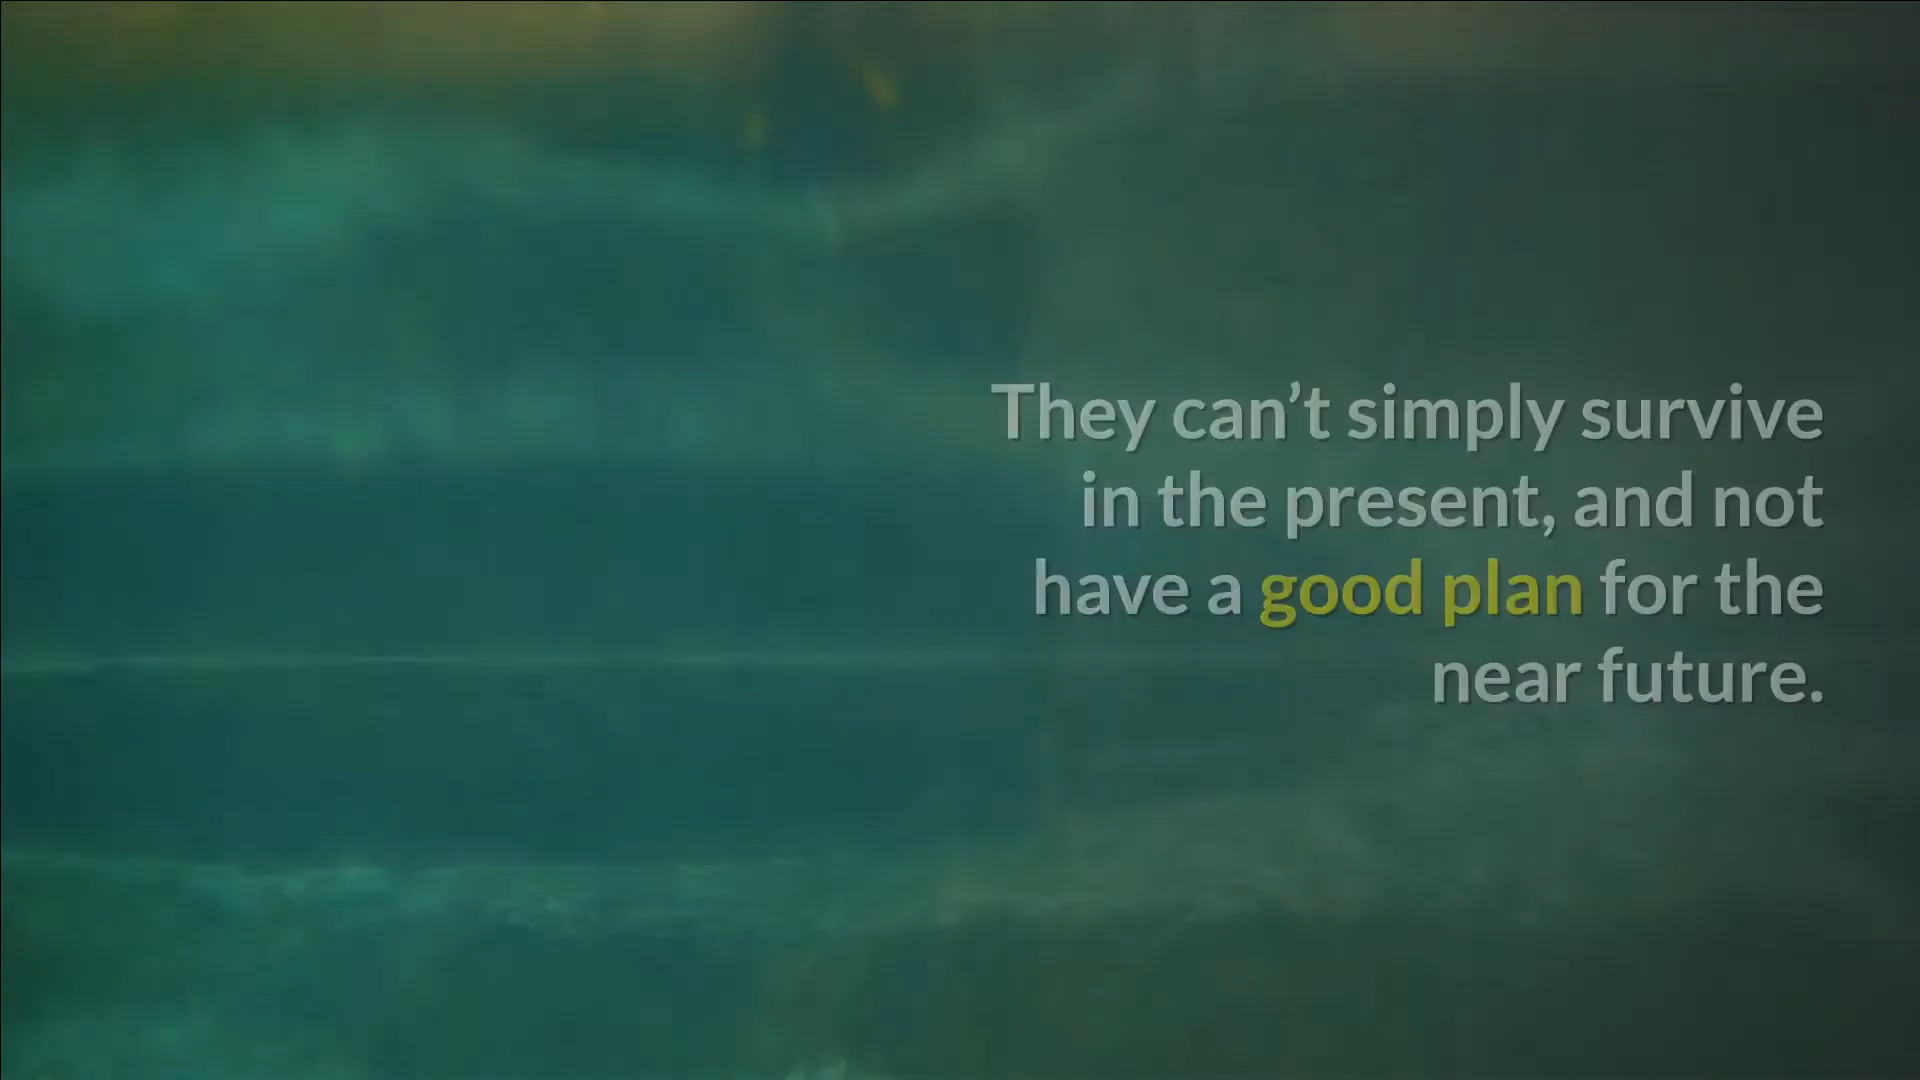 They can’t simply survive
in the present, and not
have a good plan for the
near future.